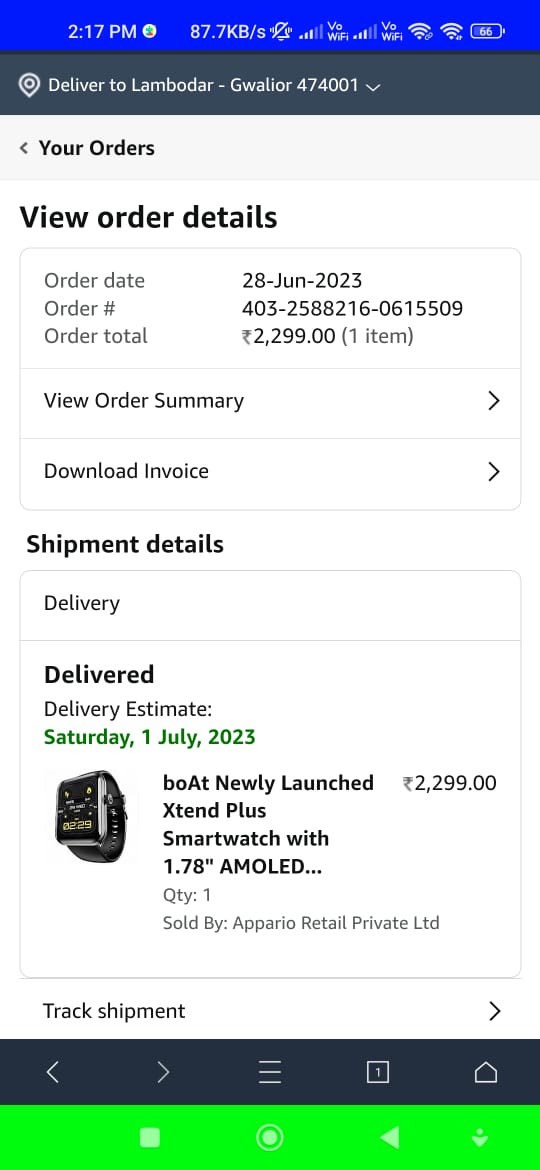 2:17 PM 87.7KB/s Vo WiFi Vo WiFi 66
Deliver to Lambodar - Gwalior 474001
Your Orders
View order details
Order date 28-Jun-2023
Order # 403-2588216-0615509
Order total ₹2,299.00 (1 item)
View Order Summary
Download Invoice
Shipment details
Delivery
Delivered
Delivery Estimate:
Saturday, 1 July, 2023
boAt Newly Launched ₹2,299.00
Xtend Plus
Smartwatch with
1.78" AMOLED...
Qty: 1
Sold By: Appario Retail Private Ltd
02:29
Track shipment
1